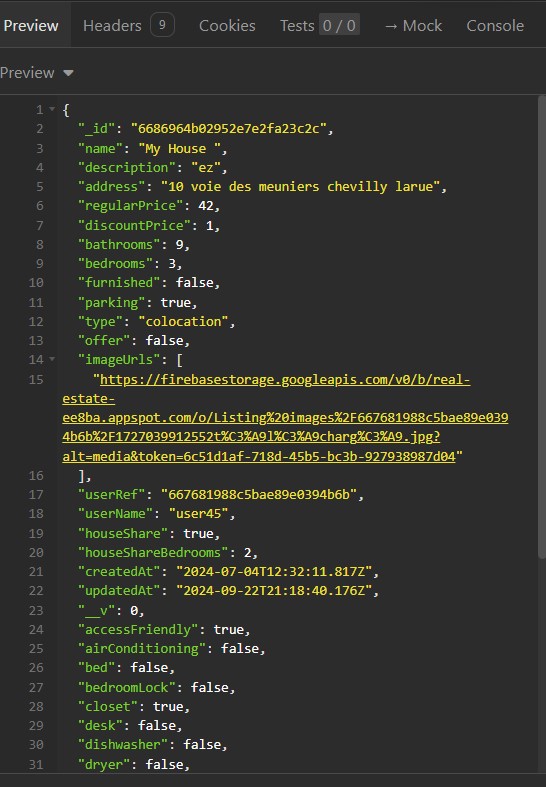 Preview Headers 9 Cookies Tests 0 / 0 → Mock Console
Preview
1 {
2 "_id": "6686964b02952e7e2fa23c2c",
3 "name": "My House ",
4 "description": "ez",
5 "address": "10 voie des meuniers chevilly larue",
6 "regularPrice": 42,
7 "discountPrice": 1,
8 "bathrooms": 9,
9 "bedrooms": 3,
10 "furnished": false,
11 "parking": true,
12 "type": "colocation",
13 "offer": false,
14 "imageUrls": [
15 "https://firebasestorage.googleapis.com/v0/b/real-
estate-
ee8ba.appspot.com/o/Listing%20images%2F667681988c5bae89e039
4b6b%2F1727039912552t%C3%A9l%C3%A9charg%C3%A9.jpg?
alt=media&token=6c51d1af-718d-45b5-bc3b-927938987d04"
16 ],
17 "userRef": "667681988c5bae89e0394b6b",
18 "userName": "user45",
19 "houseShare": true,
20 "houseShareBedrooms": 2,
21 "createdAt": "2024-07-04T12:32:11.817Z",
22 "updatedAt": "2024-09-22T21:18:40.176Z",
23 "__v": 0,
24 "accessFriendly": true,
25 "airConditioning": false,
26 "bed": false,
27 "bedroomLock": false,
28 "closet": true,
29 "desk": false,
30 "dishwasher": false,
31 "dryer": false,